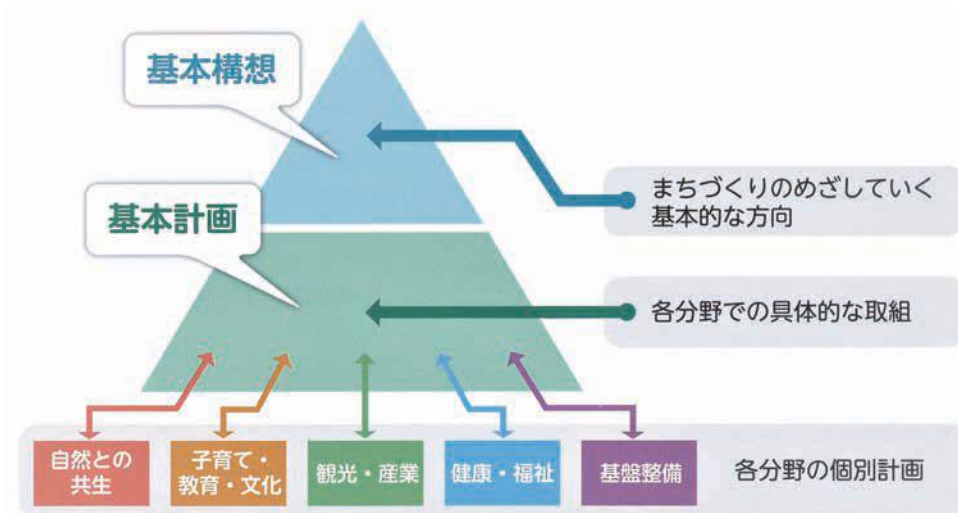 基本構想
まちづくりのめざしていく
基本的な方向
基本計画
各分野での具体的な取組
自然との
共生
子育て・
教育・文化
観光・産業
健康・福祉
基盤整備
各分野の個別計画